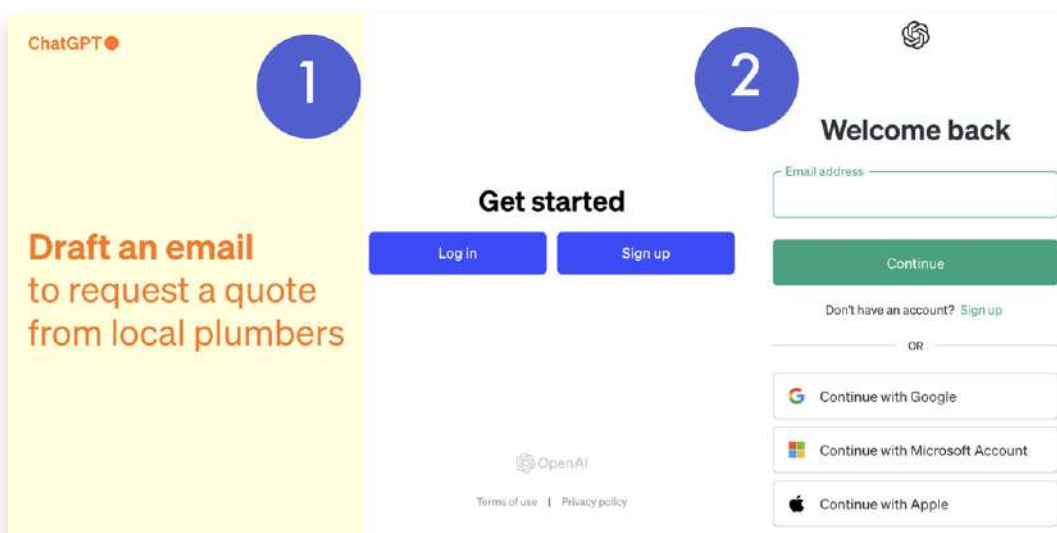 ChatGPT
1
Draft an email
to request a quote
from local plumbers
Get started
Log in
Sign up
OpenAI
Terms of use | Privacy policy
2
Welcome back
Email address
Continue
Don't have an account? Sign up
OR
Continue with Google
Continue with Microsoft Account
Continue with Apple